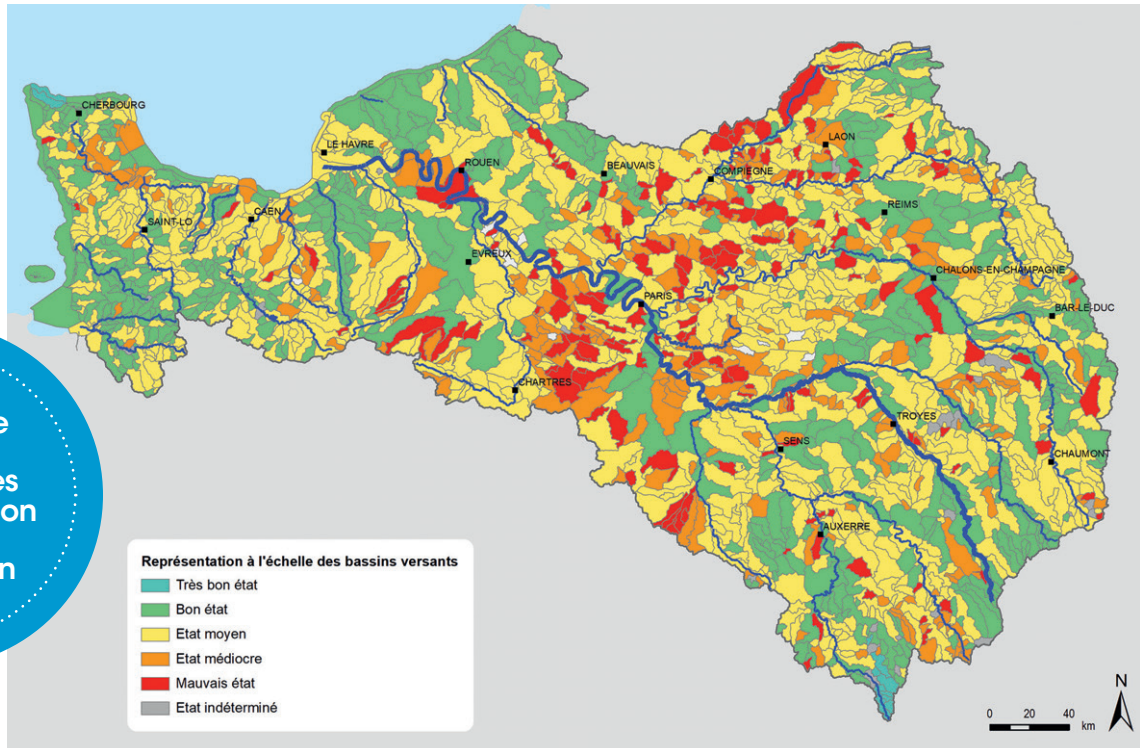 CHERBOURG
LE HAVRE
ROUEN
BEAUVAIS
COMPIEGNE
LAON
REIMS
SAINT-LO
CAEN
EVREUX
PARIS
CHALONS-EN-CHAMPAGNE
BAR-LE-DUC
CHARTRES
SENS
TROYES
CHAUMONT
AUXERRE
Représentation à l'échelle des bassins versants
Très bon état
Bon état
Etat moyen
Etat médiocre
Mauvais état
Etat indéterminé
N
0 20 40
km